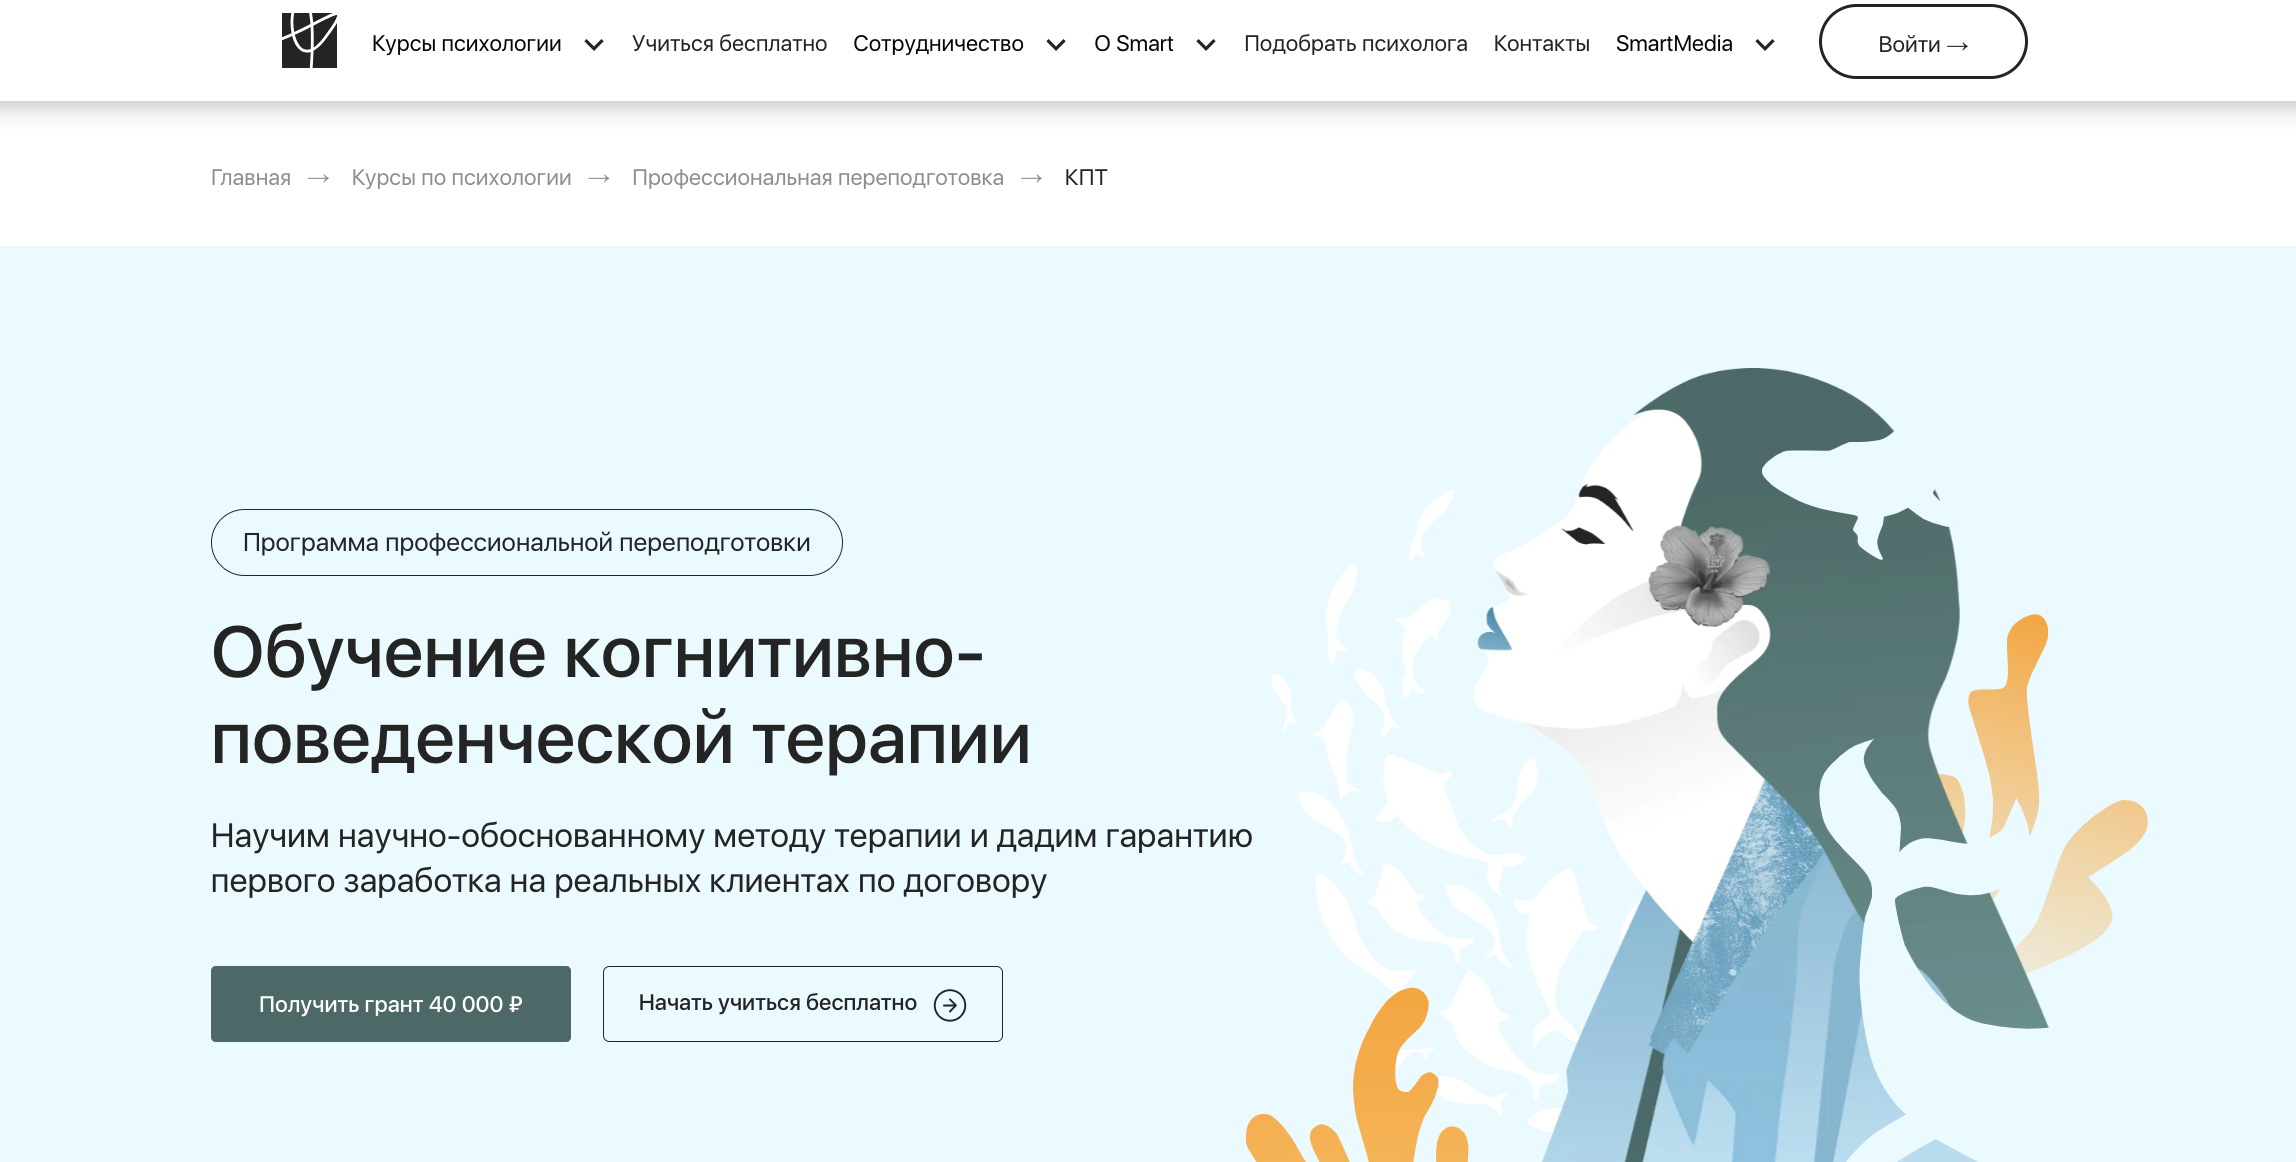 Курсы психологии Учиться бесплатно Сотрудничество О Smart Подобрать психолога Контакты SmartMedia Войти →
Главная → Курсы по психологии → Профессиональная переподготовка → КПТ
Программа профессиональной переподготовки
Обучение когнитивно-
поведенческой терапии
Научим научно-обоснованному методу терапии и дадим гарантию
первого заработка на реальных клиентах по договору
Получить грант 40 000 ₽ Начать учиться бесплатно